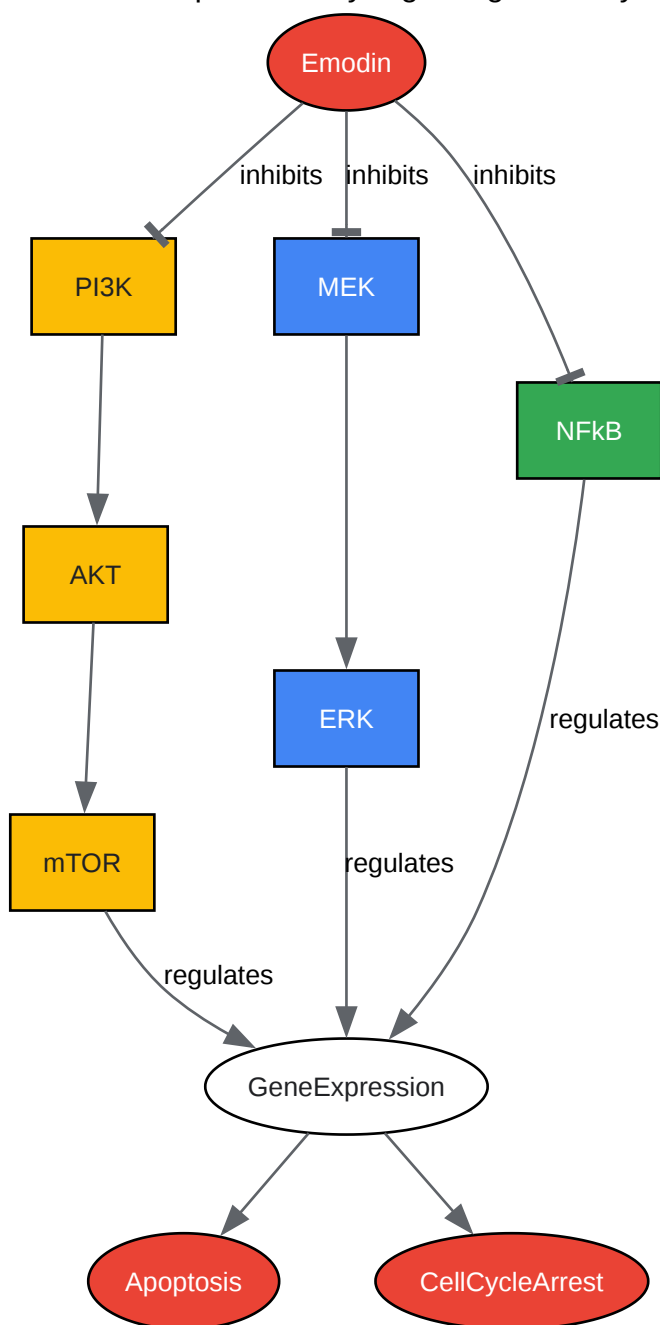 Emodin
inhibits inhibits inhibits
PI3K MEK
NFkB
AKT
ERK regulates
mTOR regulates
regulates
GeneExpression
Apoptosis CellCycleArrest